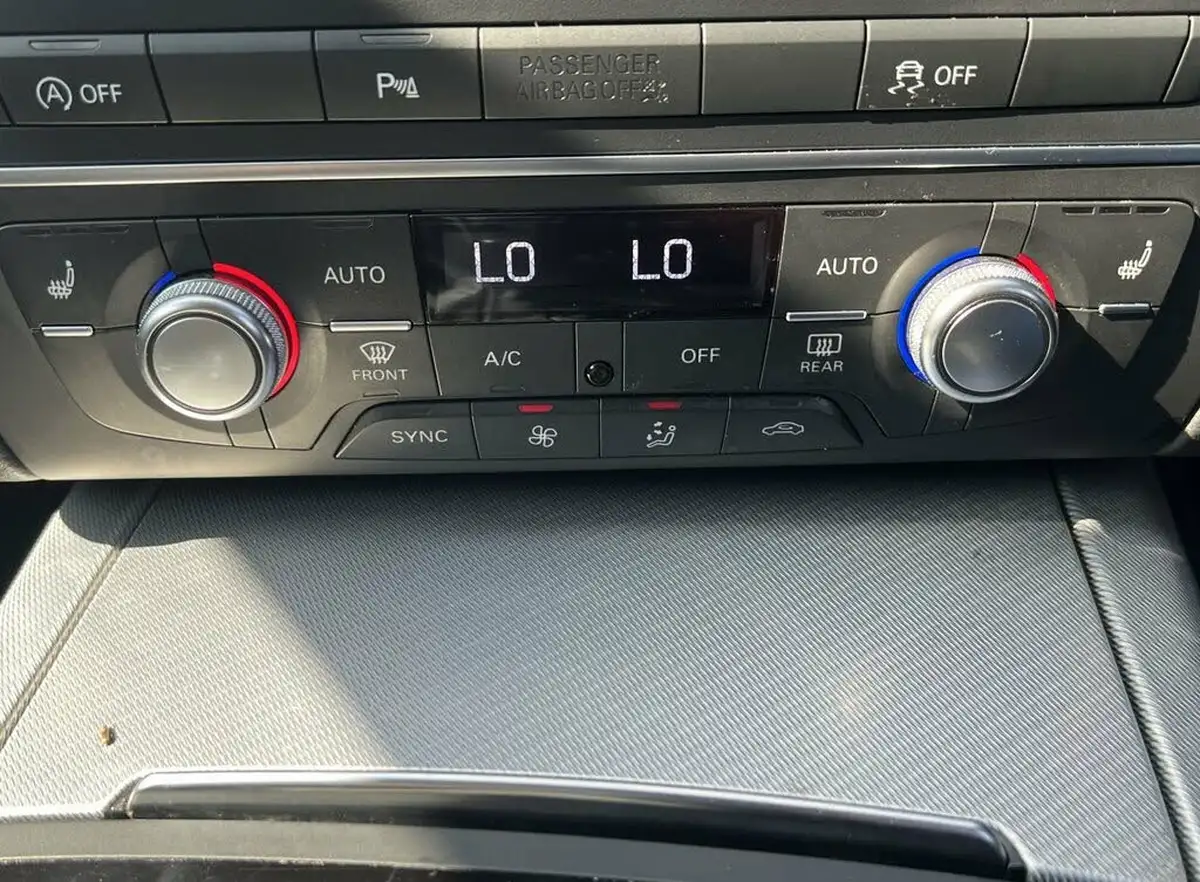 A OFF
P
PASSENGER
AIRBAG OFF
OFF
AUTO
LO LO
AUTO
FRONT
A/C
OFF
REAR
SYNC